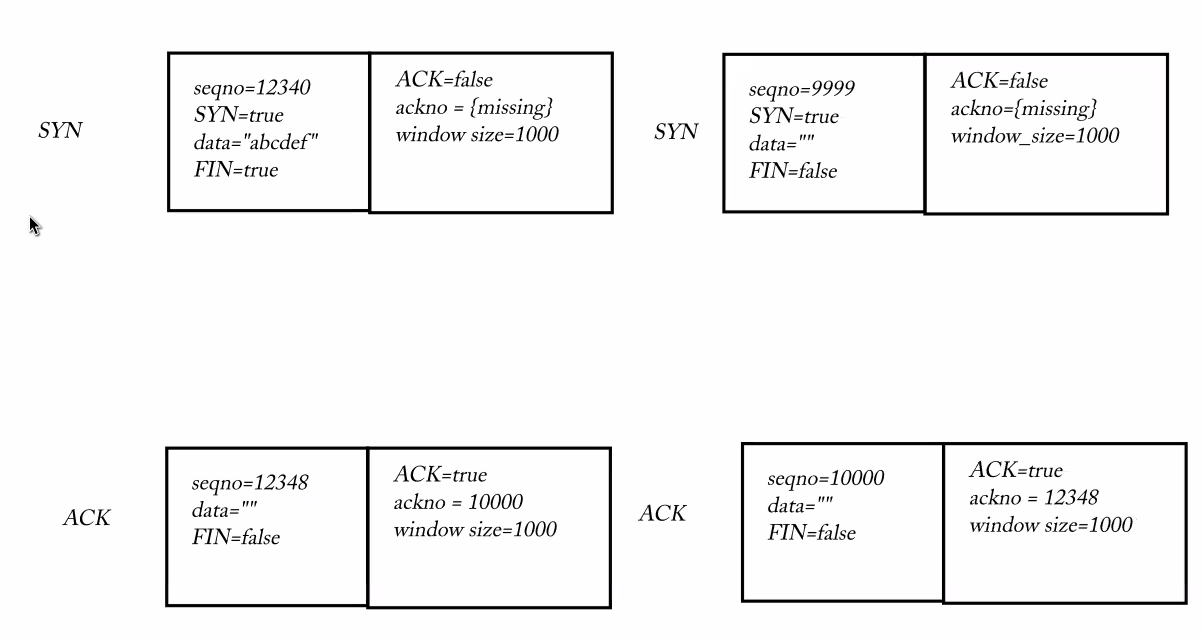 SYN
seqno=12340
SYN=true
data="abcdef"
FIN=true
ACK=false
ackno = {missing}
window size=1000
SYN
seqno=9999
SYN=true
data=""
FIN=false
ACK=false
ackno={missing}
window_size=1000
ACK
seqno=12348
data=""
FIN=false
ACK=true
ackno = 10000
window size=1000
ACK
seqno=10000
data=""
FIN=false
ACK=true
ackno = 12348
window size=1000